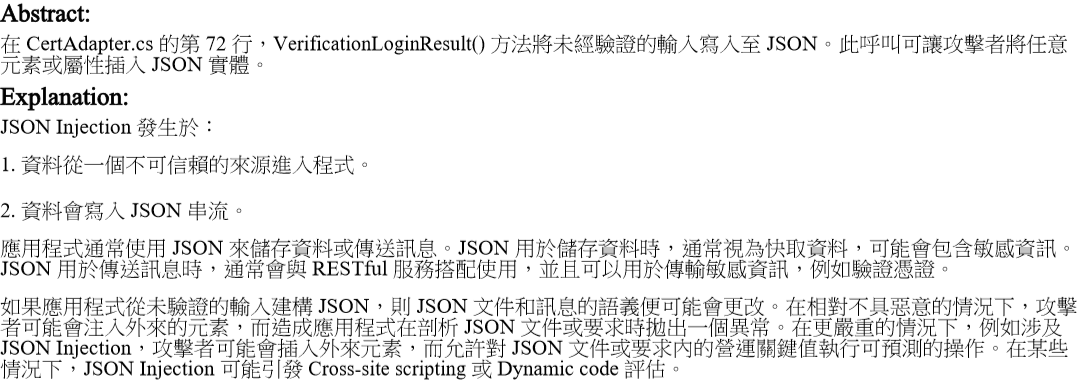 Abstract:
在 CertAdapter.cs 的第 72 行，VerificationLoginResult() 方法將未經驗證的輸入寫入至 JSON。此呼叫可讓攻擊者將任意
元素或屬性插入 JSON 實體。
Explanation:
JSON Injection 發生於：
1. 資料從一個不可信賴的來源進入程式。
2. 資料會寫入 JSON 串流。
應用程式通常使用 JSON 來儲存資料或傳送訊息。JSON 用於儲存資料時，通常視為快取資料，可能會包含敏感資訊。
JSON 用於傳送訊息時，通常會與 RESTful 服務搭配使用，並且可以用於傳輸敏感資訊，例如驗證憑證。
如果應用程式從未驗證的輸入建構 JSON，則 JSON 文件和訊息的語義便可能會更改。在相對不具惡意的情況下，攻擊
者可能會注入外來的元素，而造成應用程式在剖析 JSON 文件或要求時拋出一個異常。在更嚴重的情況下，例如涉及
JSON Injection，攻擊者可能會插入外來元素，而允許對 JSON 文件或要求內的營運關鍵值執行可預測的操作。在某些
情況下，JSON Injection 可能引發 Cross-site scripting 或 Dynamic code 評估。